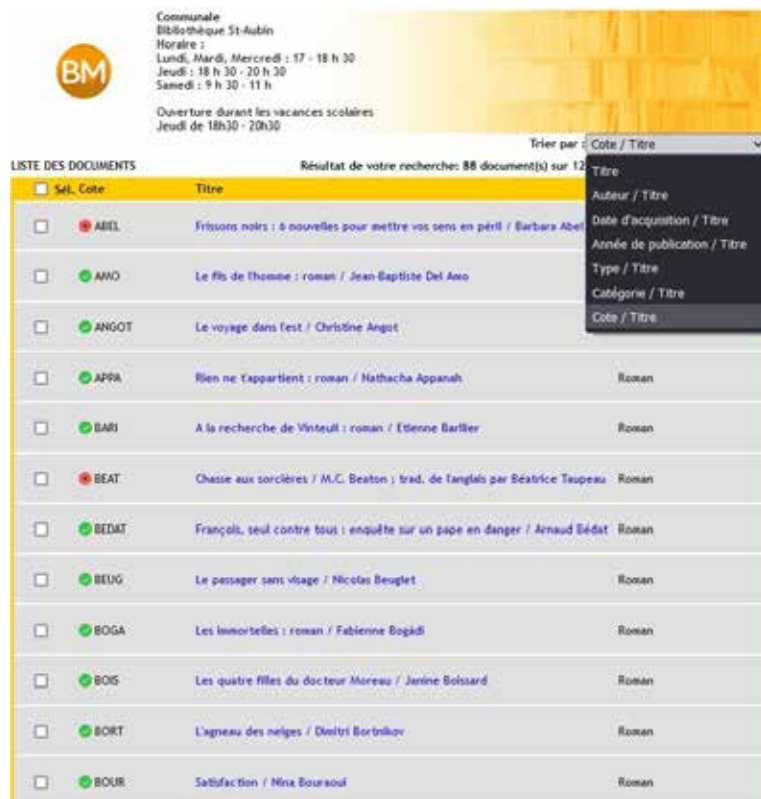 Communale
Bibliothèque St-Aubin
Horaire :
Lundi, Mardi, Mercredi : 17 - 18 h 30
Jeudi : 18 h 30 - 20 h 30
Samedi : 9 h 30 - 11 h
BM
Ouverture durant les vacances scolaires
Jeudi de 18h30 - 20h30
Trier par : Cote / Titre
LISTE DES DOCUMENTS Résultat de votre recherche: 88 document(s) sur 12
Titre
Auteur / Titre
Date d'acquisition / Titre
Année de publication / Titre
Type / Titre
Catégorie / Titre
Cote / Titre
Sél. Cote Titre
ABEL Frissons noirs : 6 nouvelles pour mettre vos sens en péril / Barbara Abel
AMO Le fils de l'homme : roman / Jean-Baptiste Del Amo
ANGOT Le voyage dans l'est / Christine Angot
APPA Rien ne t'appartient : roman / Nathacha Appanah Roman
BARI A la recherche de Vinteuil : roman / Etienne Barilier Roman
BEAT Chasse aux sorcières / M.C. Beaton ; trad. de l'anglais par Béatrice Taupeau Roman
BEDAT François, seul contre tous : enquête sur un pape en danger / Arnaud Bédat Roman
BEUG Le passager sans visage / Nicolas Beuglet Roman
BOGA Les immortelles : roman / Fabienne Bogádi Roman
BOIS Les quatre filles du docteur Moreau / Janine Boissard Roman
BORT L'agneau des neiges / Dimitri Bortnikov Roman
BOUR Satisfaction / Nina Bouraoui Roman